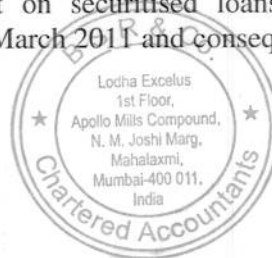 t on securitised loans
March 2011 and conseq
B S R & Co
Lodha Excelus
1st Floor,
Apollo Mills Compound,
N. M. Joshi Marg,
Mahalaxmi,
Mumbai-400 011.
India
★ ★
Chartered Accountants